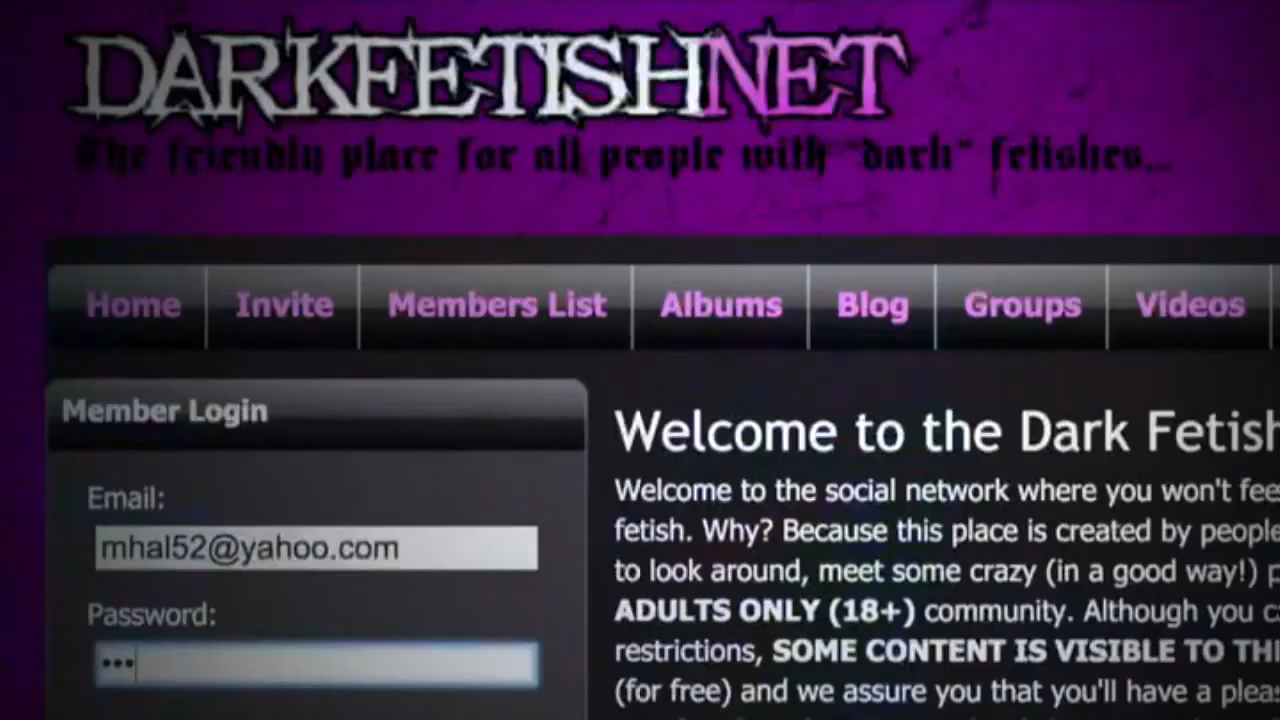 DARKFETISHNET
The friendly place for all people with "dark" fetishes...
Home Invite Members List Albums Blog Groups Videos
Member Login
Email:
mhal52@yahoo.com
Password:
•••
Welcome to the Dark Fetish
Welcome to the social network where you won't fee
fetish. Why? Because this place is created by people
to look around, meet some crazy (in a good way!) p
ADULTS ONLY (18+) community. Although you c
restrictions, SOME CONTENT IS VISIBLE TO THI
(for free) and we assure you that you'll have a pleas